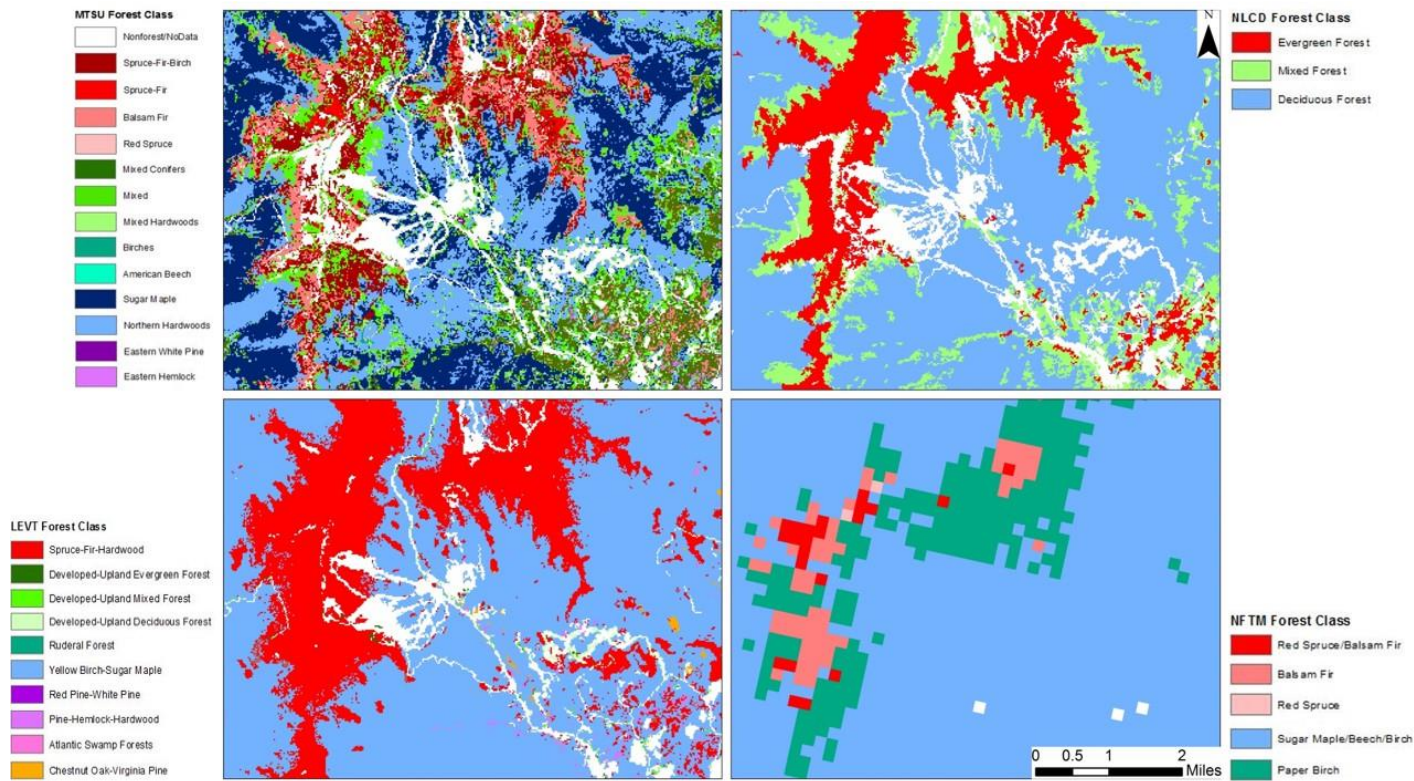 MTSU Forest Class
Nonforest/NoData
Spruce-Fir-Birch
Spruce-Fir
Balsam Fir
Red Spruce
Mixed Conifers
Mixed
Mixed Hardwoods
Birches
American Beech
Sugar Maple
Northern Hardwoods
Eastern White Pine
Eastern Hemlock
N
NLCD Forest Class
Evergreen Forest
Mixed Forest
Deciduous Forest
LEVT Forest Class
Spruce-Fir-Hardwood
Developed-Upland Evergreen Forest
Developed-Upland Mixed Forest
Developed-Upland Deciduous Forest
Ruderal Forest
Yellow Birch-Sugar Maple
Red Pine-White Pine
Pine-Hemlock-Hardwood
Atlantic Swamp Forests
Chestnut Oak-Virginia Pine
NFTM Forest Class
Red Spruce/Balsam Fir
Balsam Fir
Red Spruce
Sugar Maple/Beech/Birch
Paper Birch
0 0.5 1 2
Miles